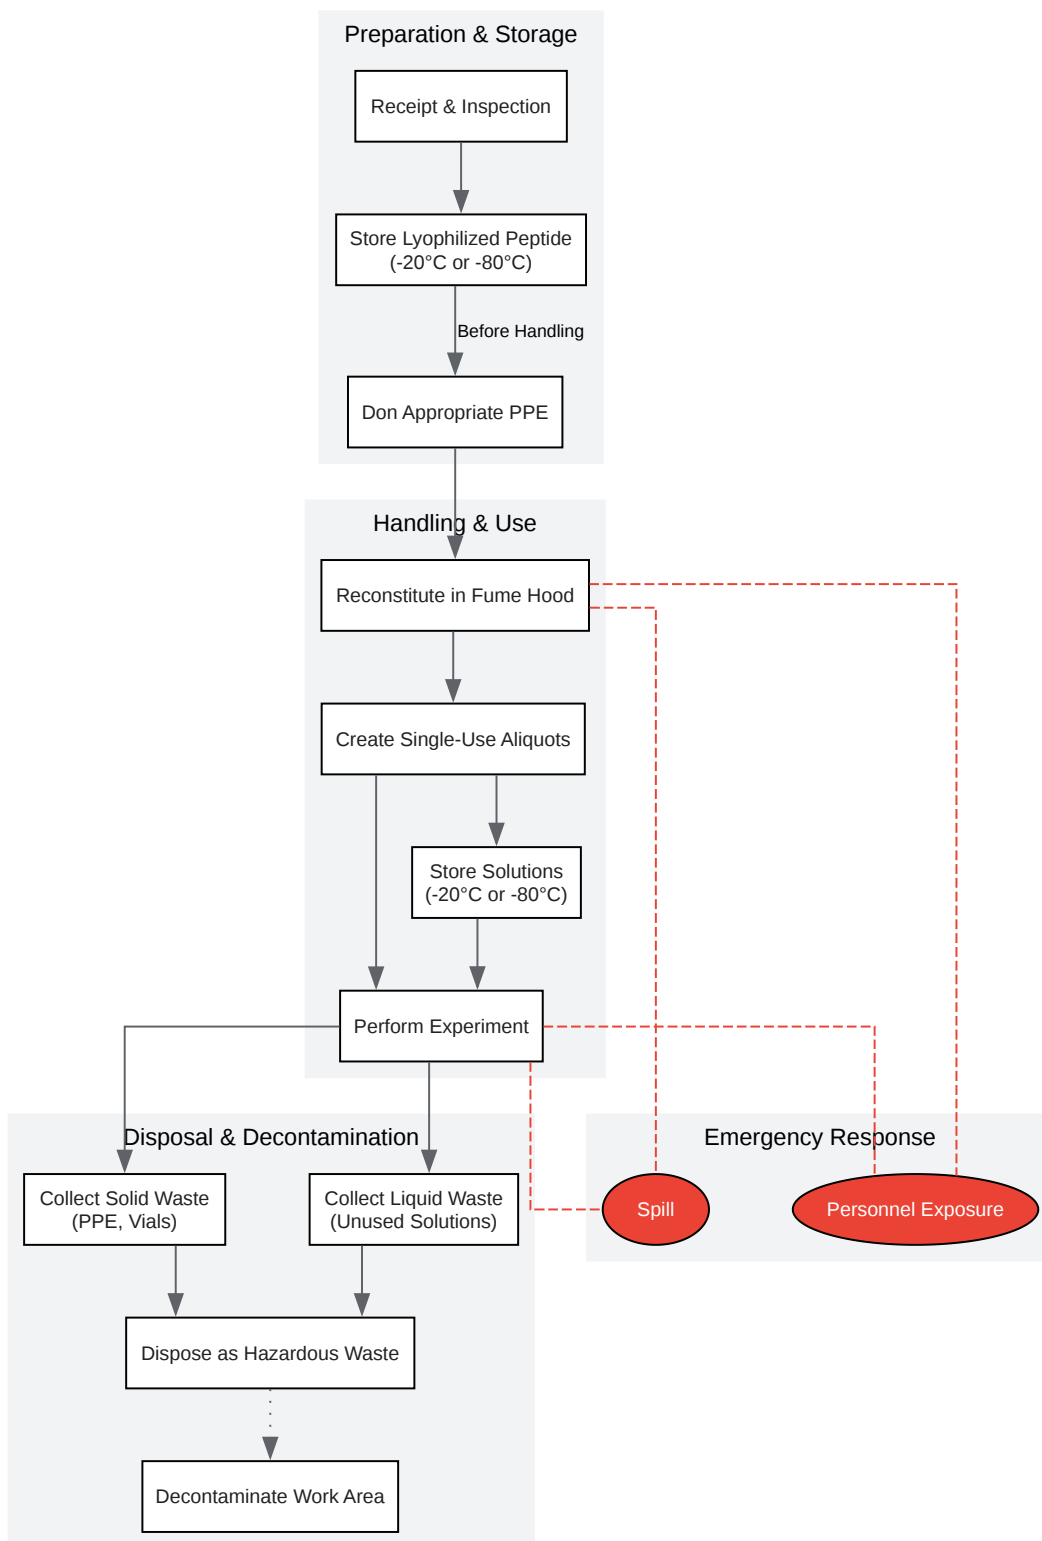 Preparation & Storage
Receipt & Inspection
Store Lyophilized Peptide
(-20°C or -80°C)
Before Handling
Don Appropriate PPE
Handling & Use
Reconstitute in Fume Hood
Create Single-Use Aliquots
Store Solutions
(-20°C or -80°C)
Perform Experiment
Disposal & Decontamination
Collect Solid Waste
(PPE, Vials)
Collect Liquid Waste
(Unused Solutions)
Dispose as Hazardous Waste
Decontaminate Work Area
Emergency Response
Spill
Personnel Exposure